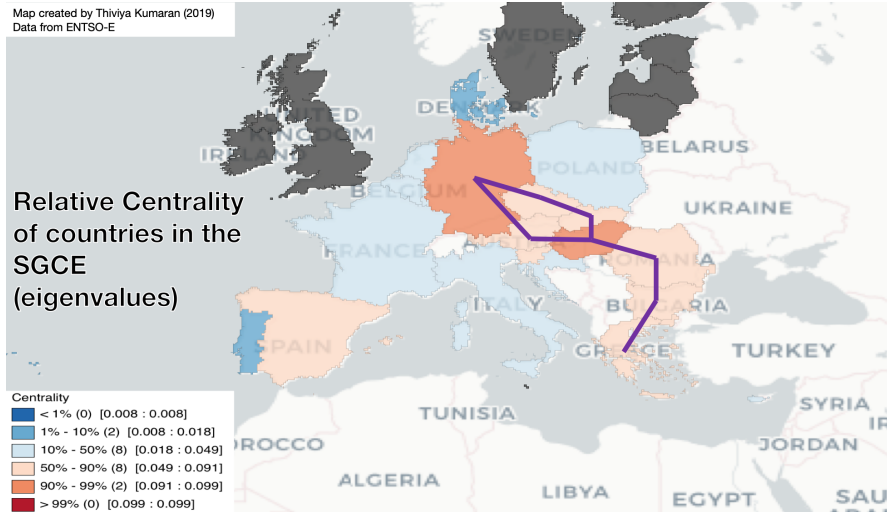 Map created by Thiviya Kumaran (2019)
Data from ENTSO-E
SWEDEN
DENMARK
UNITED
KINGDOM
IRELAND
BELARUS
POLAND
BELGIUM
UKRAINE
Relative Centrality
of countries in the
SGCE
(eigenvalues)
FRANCE
AUSTRIA
ROMANIA
ITALY
BULGARIA
SPAIN
GREECE
TURKEY
Centrality
< 1% (0) [0.008 : 0.008]
1% - 10% (2) [0.008 : 0.018]
10% - 50% (8) [0.018 : 0.049]
50% - 90% (8) [0.049 : 0.091]
90% - 99% (2) [0.091 : 0.099]
> 99% (0) [0.099 : 0.099]
TUNISIA
SYRIA
IR
OROCCO
JORDAN
ALGERIA
LIBYA
EGYPT
SAU
ARA